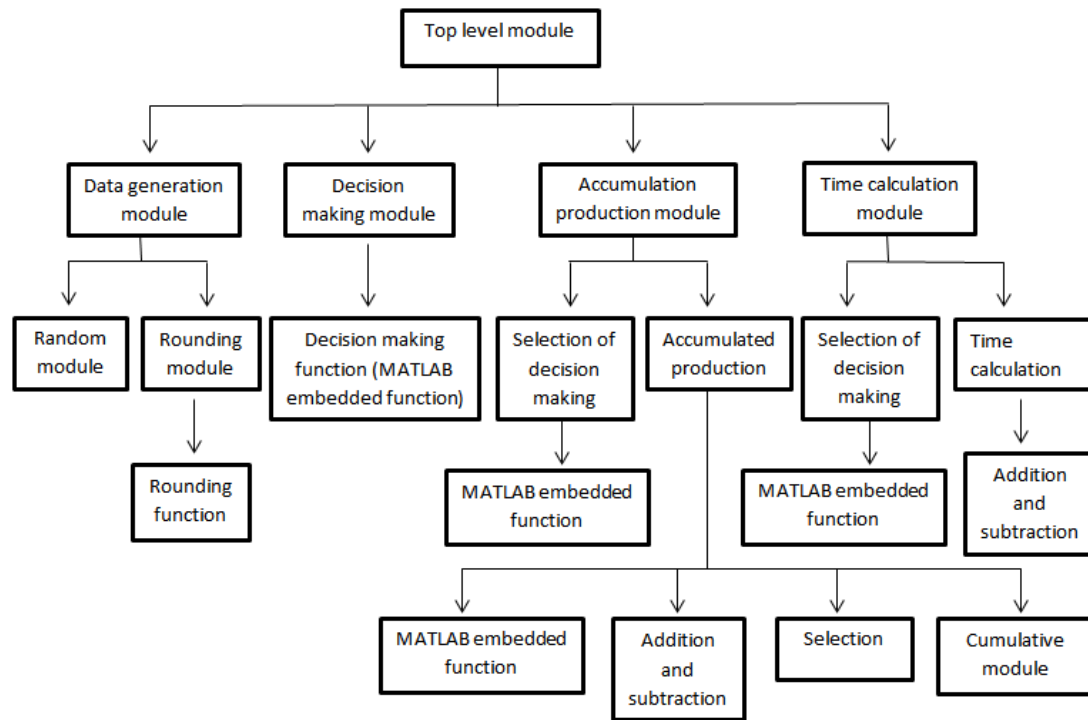 Top level module
Data generation
module
Decision
making module
Accumulation
production module
Time calculation
module
Random
module
Rounding
module
Decision making
function (MATLAB
embedded function)
Selection of
decision
making
Accumulated
production
Selection of
decision
making
Time
calculation
Rounding
function
MATLAB embedded
function
MATLAB embedded
function
Addition
and
subtraction
MATLAB embedded
function
Addition
and
subtraction
Selection
Cumulative
module